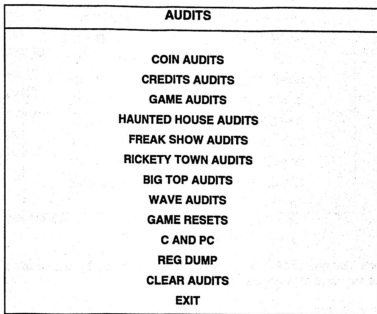 AUDITS
COIN AUDITS
CREDITS AUDITS
GAME AUDITS
HAUNTED HOUSE AUDITS
FREAK SHOW AUDITS
RICKETY TOWN AUDITS
BIG TOP AUDITS
WAVE AUDITS
GAME RESETS
C AND PC
REG DUMP
CLEAR AUDITS
EXIT